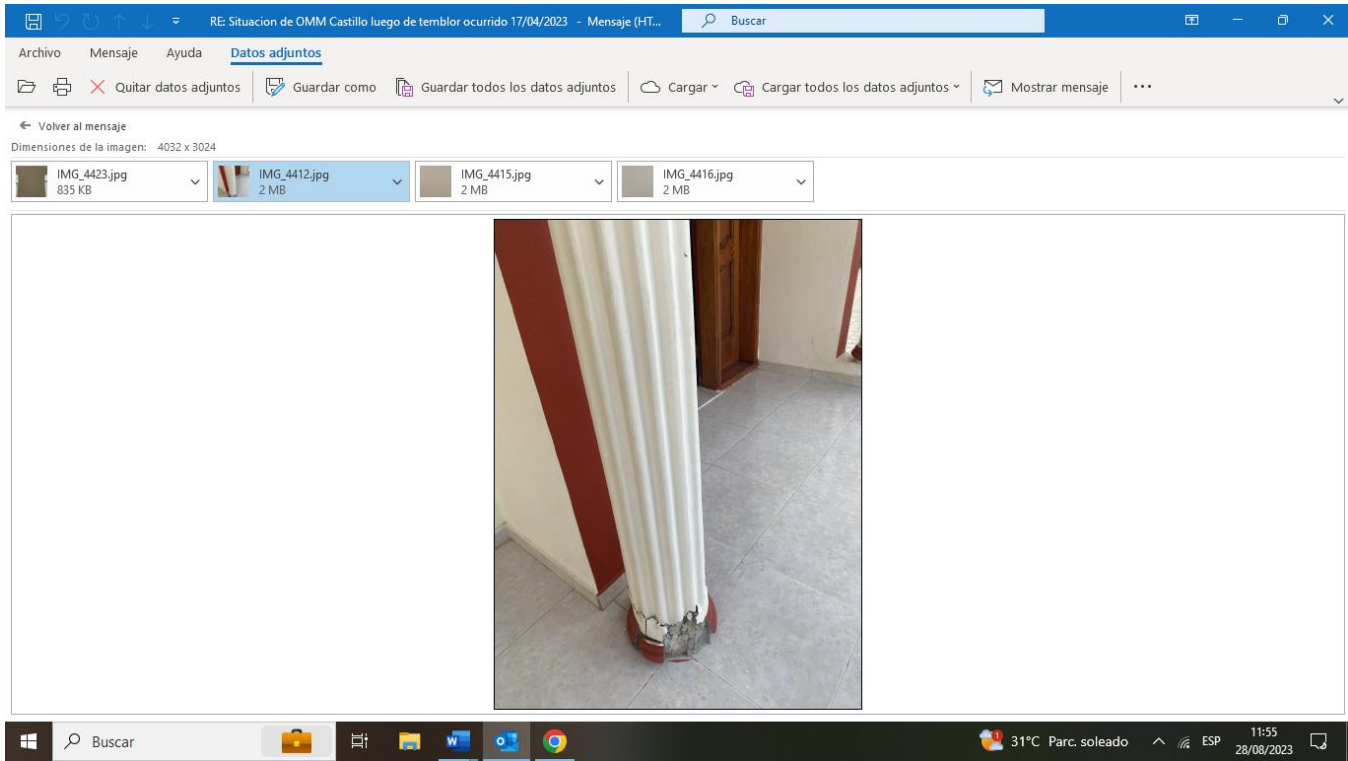 RE: Situacion de OMM Castillo luego de temblor ocurrido 17/04/2023 - Mensaje (HT...
Buscar
Archivo Mensaje Ayuda Datos adjuntos
Quitar datos adjuntos Guardar como Guardar todos los datos adjuntos Cargar Cargar todos los datos adjuntos Mostrar mensaje ...
Volver al mensaje
Dimensiones de la imagen: 4032 x 3024
IMG_4423.jpg IMG_4412.jpg IMG_4415.jpg IMG_4416.jpg
835 KB 2 MB 2 MB 2 MB
Buscar 31°C Parc. soleado ESP 11:55
28/08/2023